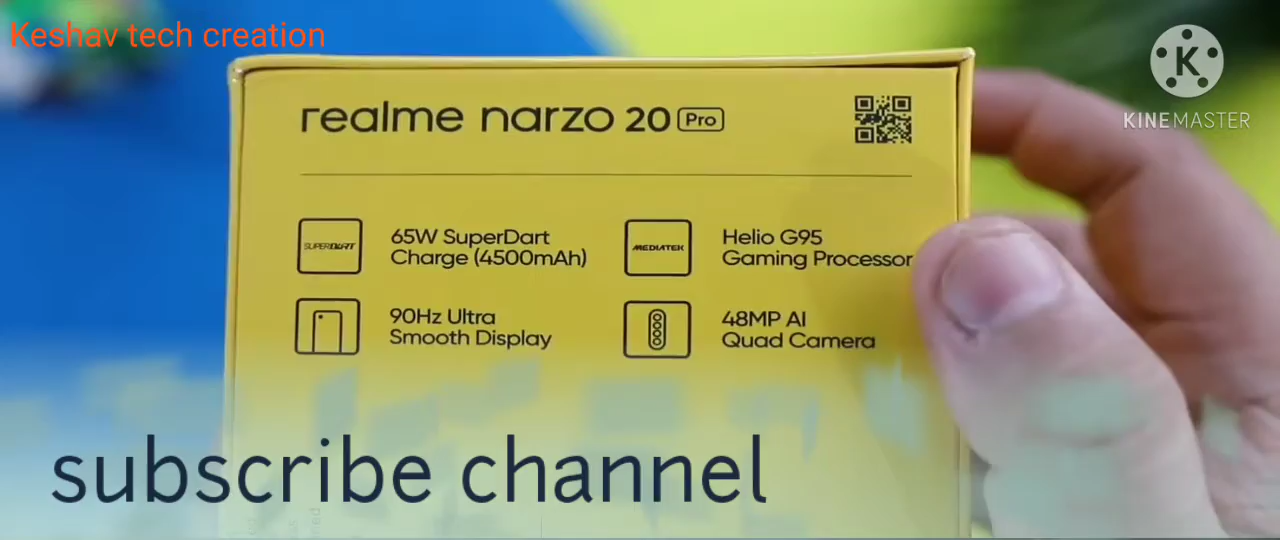 Keshav tech creation
K
KINEMASTER
realme narzo 20 Pro
SUPERDART
65W SuperDart
Charge (4500mAh)
MEDIATEK
Helio G95
Gaming Processor
90Hz Ultra
Smooth Display
48MP AI
Quad Camera
subscribe channel